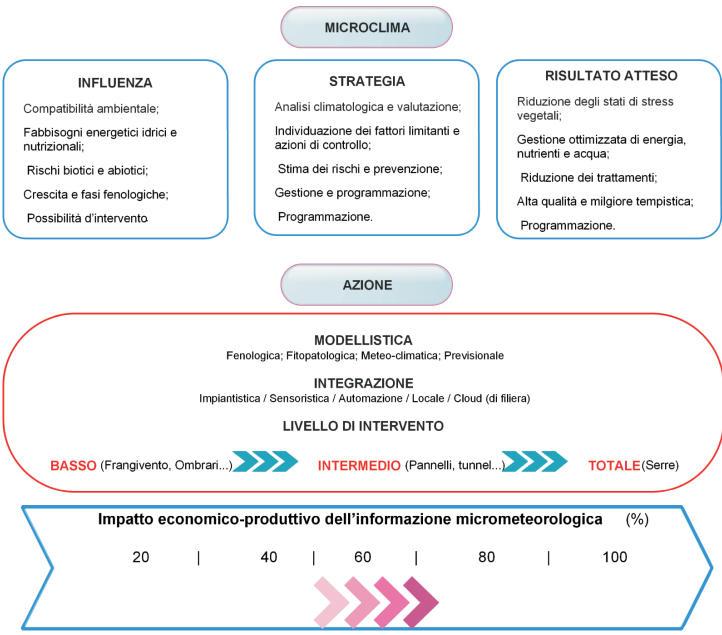 MICROCLIMA
INFLUENZA
Compatibilità ambientale;
Fabbisogni energetici idrici e
nutrizionali;
Rischi biotici e abiotici;
Crescita e fasi fenologiche;
Possibilità d'intervento.
STRATEGIA
Analisi climatologica e valutazione;
Individuazione dei fattori limitanti e
azioni di controllo;
Stima dei rischi e prevenzione;
Gestione e programmazione;
Programmazione.
RISULTATO ATTESO
Riduzione degli stati di stress
vegetali;
Gestione ottimizzata di energia,
nutrienti e acqua;
Riduzione dei trattamenti;
Alta qualità e milgiore tempistica;
Programmazione.
AZIONE
MODELLISTICA
Fenologica; Fitopatologica; Meteo-climatica; Previsionale
INTEGRAZIONE
Impiantistica / Sensoristica / Automazione / Locale / Cloud (di filiera)
LIVELLO DI INTERVENTO
BASSO (Frangivento, Ombrari...) INTERMEDIO (Pannelli, tunnel...) TOTALE (Serre)
Impatto economico-produttivo dell'informazione micrometeorologica (%)
20 | 40 | 60 | 80 | 100